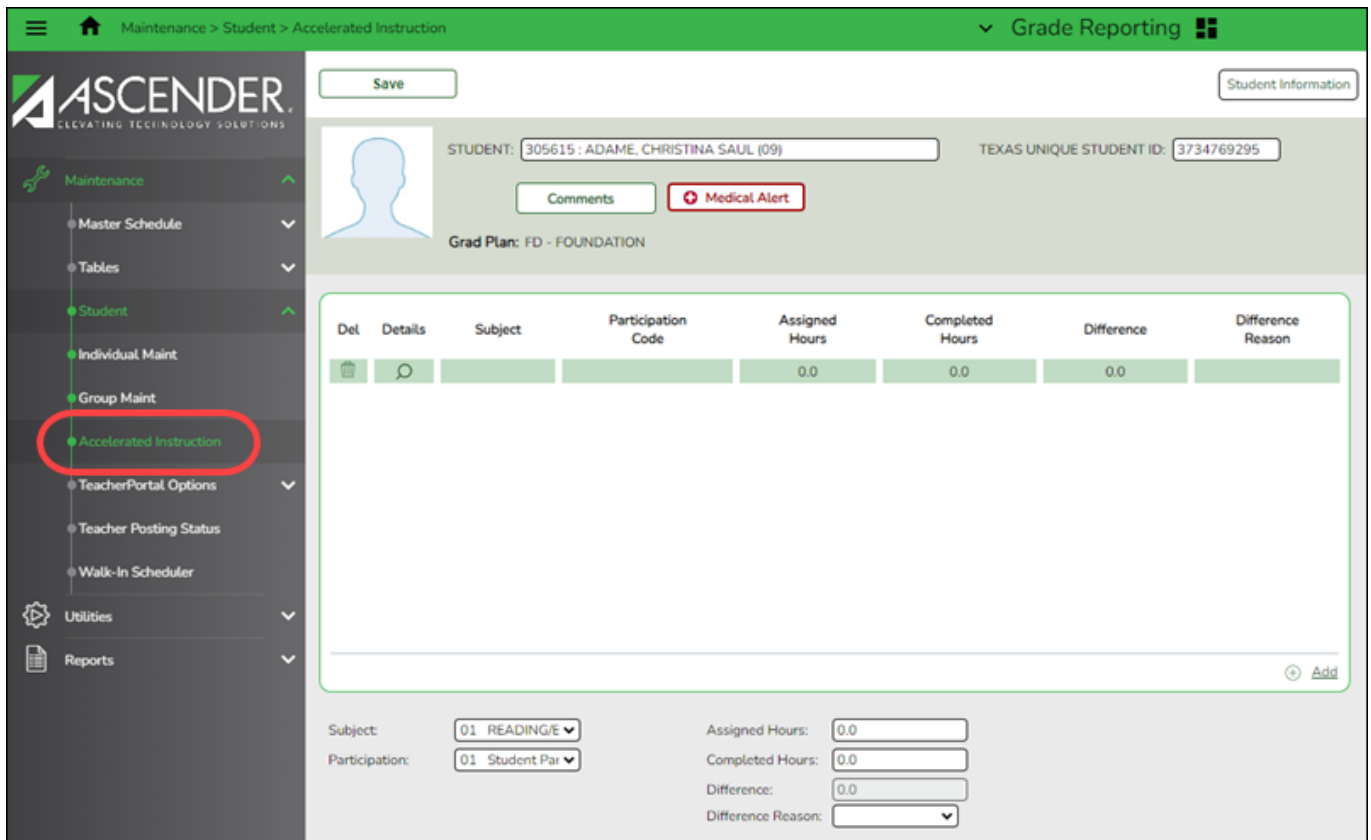 Maintenance > Student > Accelerated Instruction
Grade Reporting
ASCENDER.
ELEVATING TECHNOLOGY SOLUTIONS
Maintenance
Master Schedule
Tables
Student
Individual Maint
Group Maint
Accelerated Instruction
TeacherPortal Options
Teacher Posting Status
Walk-In Scheduler
Utilities
Reports
Save
Student Information
STUDENT: 305615 : ADAME, CHRISTINA SAUL (09) TEXAS UNIQUE STUDENT ID: 3734769295
Comments Medical Alert
Grad Plan: FD - FOUNDATION
Del Details Subject Participation Code Assigned Hours Completed Hours Difference Difference Reason
0.0 0.0 0.0
Add
Subject: 01 READING/E Assigned Hours: 0.0
Participation: 01 Student Par Completed Hours: 0.0
Difference: 0.0
Difference Reason: